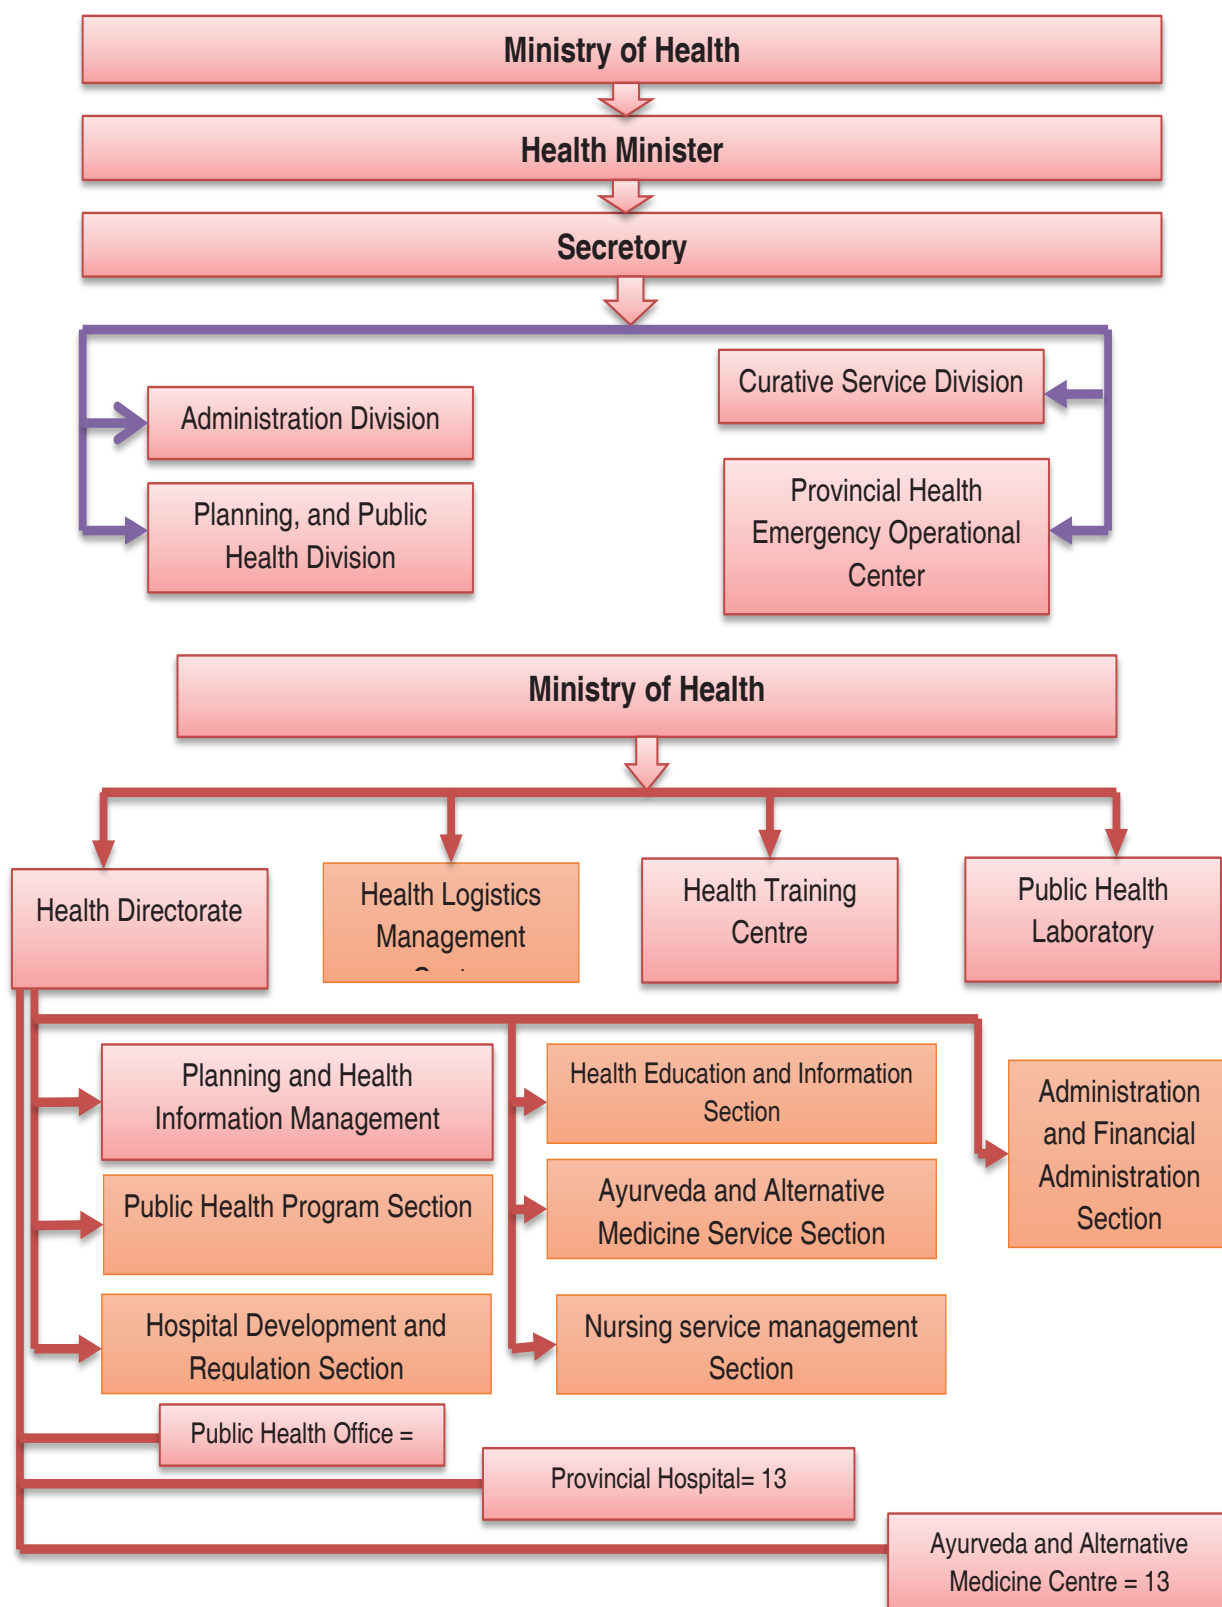 Ministry of Health
Health Minister
Secretory
Administration Division
Planning, and Public
Health Division
Curative Service Division
Provincial Health
Emergency Operational
Center
Ministry of Health
Health Directorate
Health Logistics
Management
Health Training
Centre
Public Health
Laboratory
Planning and Health
Information Management
Public Health Program Section
Hospital Development and
Regulation Section
Health Education and Information
Section
Ayurveda and Alternative
Medicine Service Section
Nursing service management
Section
Administration
and Financial
Administration
Section
Public Health Office =
Provincial Hospital= 13
Ayurveda and Alternative
Medicine Centre = 13